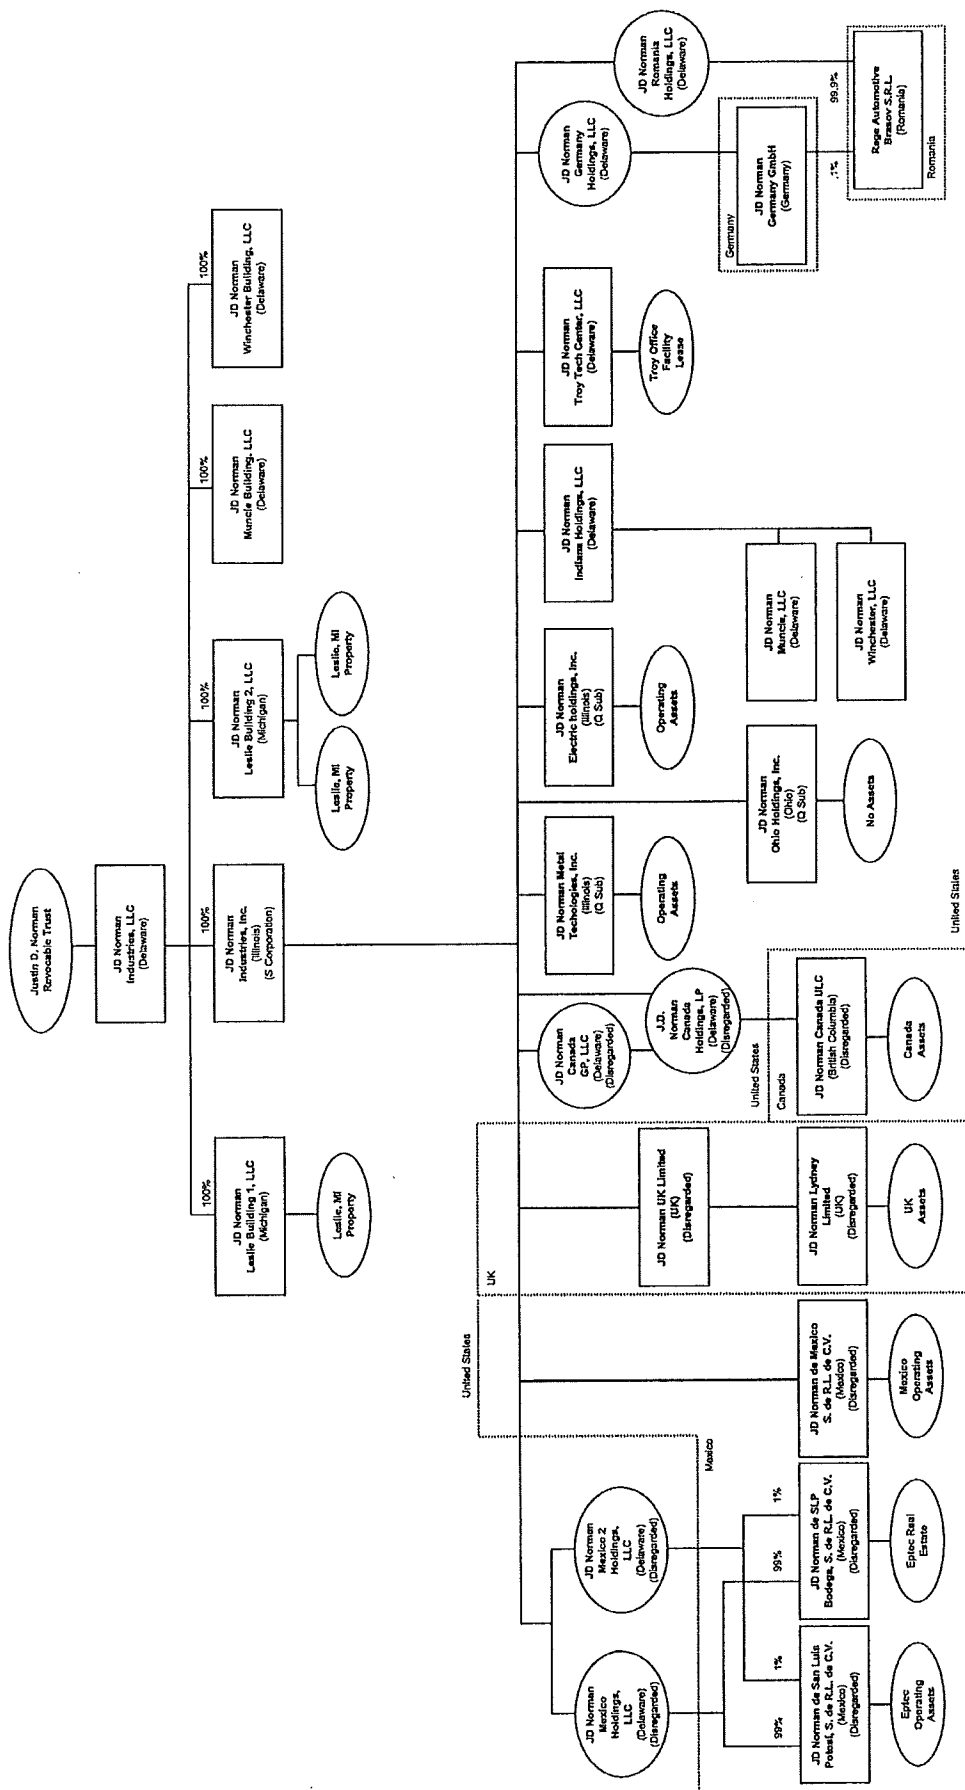 Justin D. Norman
Revocable Trust
JD Norman
Industries, LLC
(Delaware)
100%
JD Norman
Leslie Building 1, LLC
(Michigan)
Leslie, MI
Property
100%
JD Norman
Industries, Inc.
(Illinois)
(S Corporation)
100%
JD Norman
Leslie Building 2, LLC
(Michigan)
Leslie, MI
Property
Leslie, MI
Property
100%
JD Norman
Muncie Building, LLC
(Delaware)
100%
JD Norman
Winchester Building, LLC
(Delaware)
United States
UK
JD Norman
Mexico
Holdings,
LLC
(Delaware)
(Disregarded)
JD Norman
Mexico 2
Holdings,
LLC
(Delaware)
(Disregarded)
Mexico
99%
1%
99%
1%
JD Norman de San Luis
Potosi, S. de R.L. de C.V.
(Mexico)
(Disregarded)
Eptec
Operating
Assets
JD Norman de SLP
Bodega, S. de R.L. de C.V.
(Mexico)
(Disregarded)
Eptec Real
Estate
JD Norman de Mexico
S. de R.L. de C.V.
(Mexico)
(Disregarded)
Mexico
Operating
Assets
JD Norman UK Limited
(UK)
(Disregarded)
JD Norman Lydney
Limited
(UK)
(Disregarded)
UK
Assets
JD Norman
Canada
GP, LLC
(Delaware)
(Disregarded)
J.D.
Norman
Canada
Holdings, LP
(Delaware)
(Disregarded)
United States
Canada
JD Norman Canada ULC
(British Columbia)
(Disregarded)
Canada
Assets
United States
JD Norman Metal
Techologies, Inc.
(Illinois)
(Q Sub)
Operating
Assets
JD Norman
Ohio Holdings, Inc.
(Ohio)
(Q Sub)
No Assets
JD Norman
Electric holdings, Inc.
(Illinois)
(Q Sub)
Operating
Assets
JD Norman
Indiana Holdings, LLC
(Delaware)
JD Norman
Muncie, LLC
(Delaware)
JD Norman
Winchester, LLC
(Delaware)
JD Norman
Troy Tech Center, LLC
(Delaware)
Troy Office
Facility
Lease
JD Norman
Germany
Holdings, LLC
(Delaware)
Germany
JD Norman
Germany GmbH
(Germany)
JD Norman
Romania
Holdings, LLC
(Delaware)
.1%
99.9%
Rage Automotive
Brasov S.R.L.
(Romania)
Romania